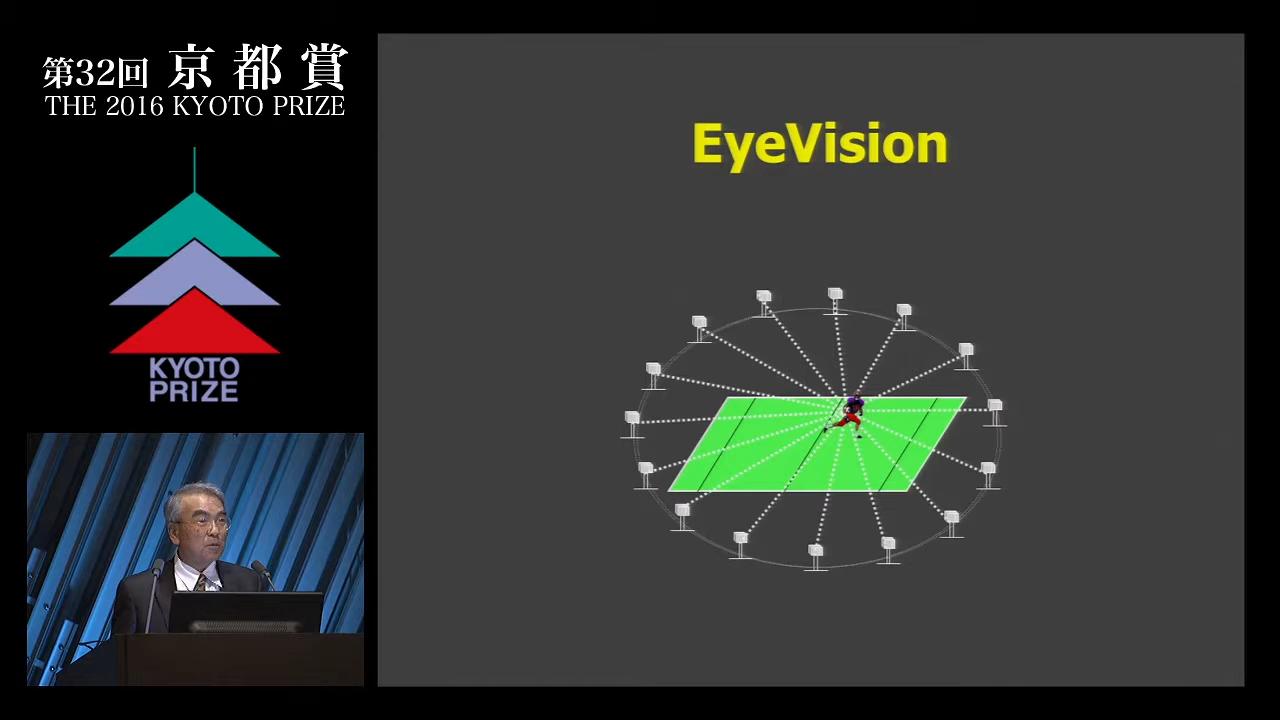 第32回 京都賞
THE 2016 KYOTO PRIZE
KYOTO
PRIZE
EyeVision